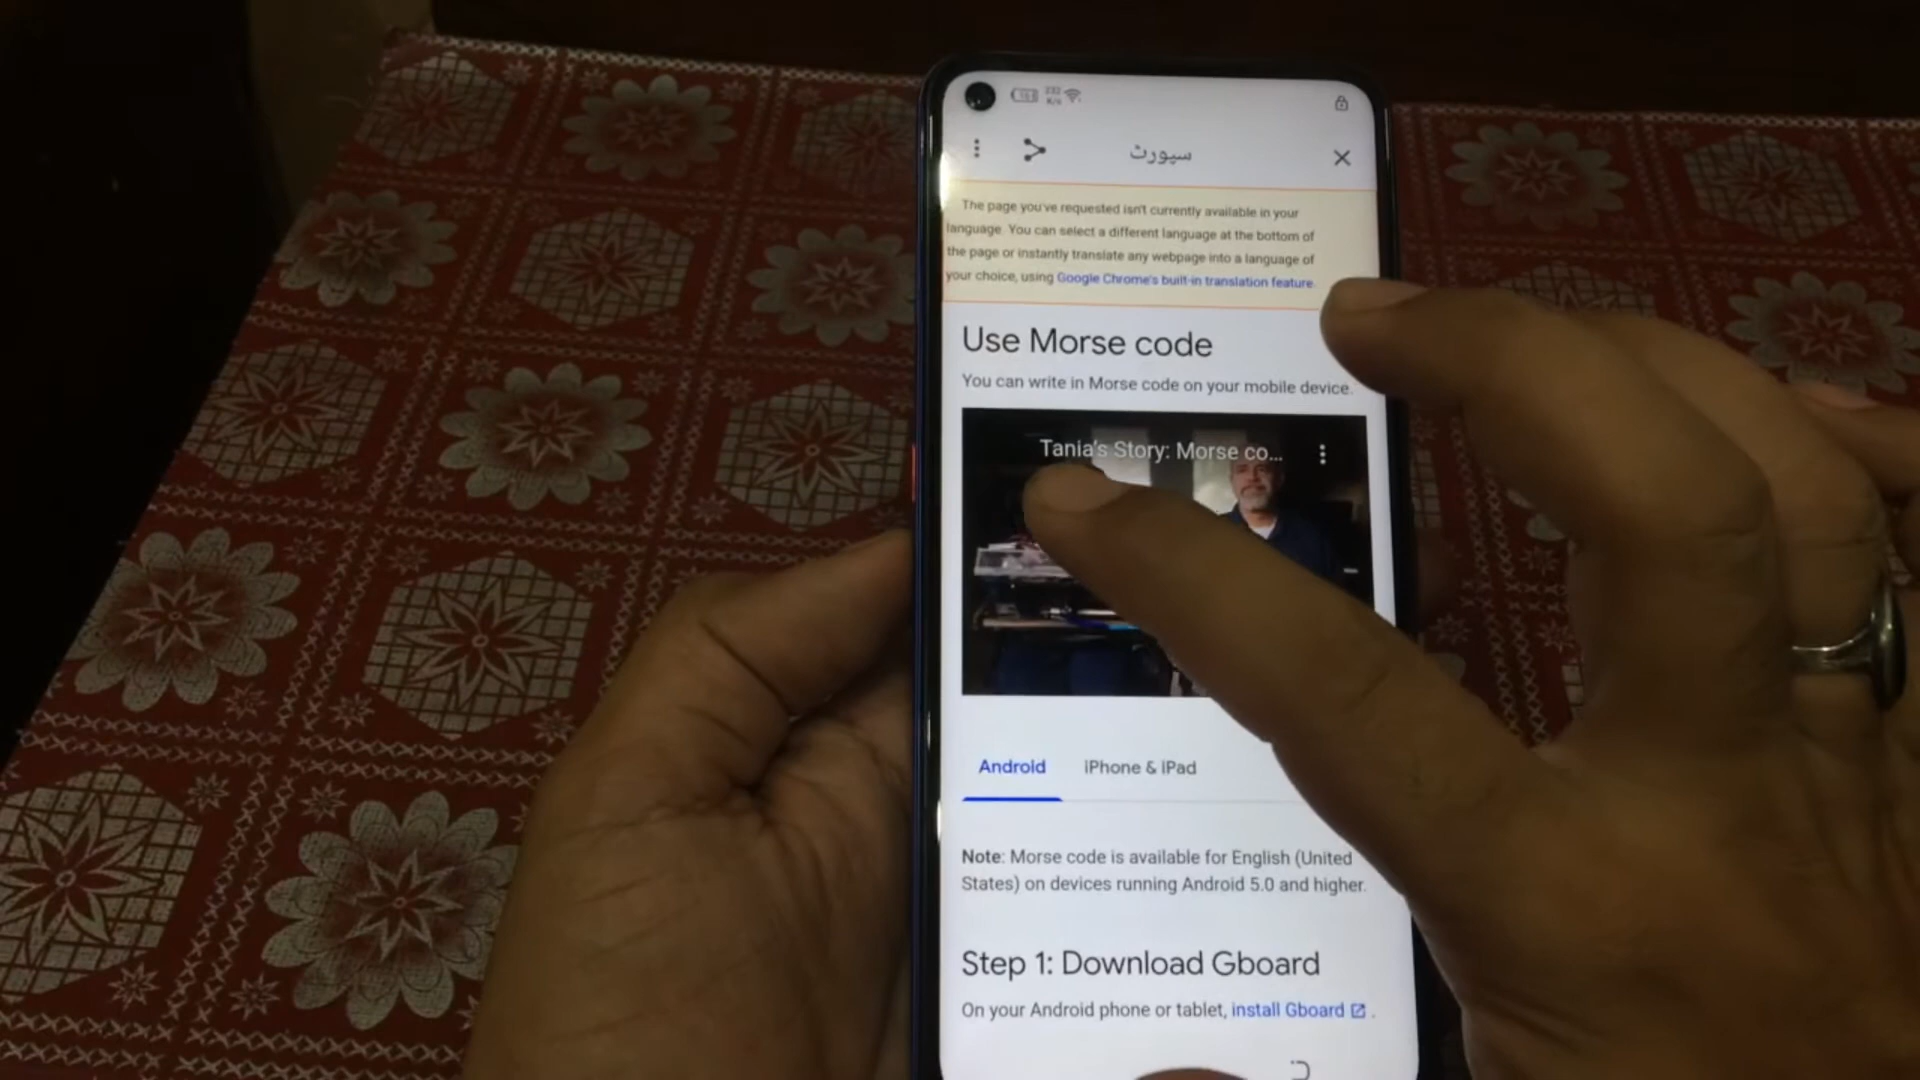 سپورٹ
The page you've requested isn't currently available in your
language. You can select a different language at the bottom of
the page or instantly translate any webpage into a language of
your choice, using Google Chrome's built-in translation feature.
Use Morse code
You can write in Morse code on your mobile device.
Tania's Story: Morse co...
Android
iPhone & iPad
Note: Morse code is available for English (United
States) on devices running Android 5.0 and higher.
Step 1: Download Gboard
On your Android phone or tablet, install Gboard .